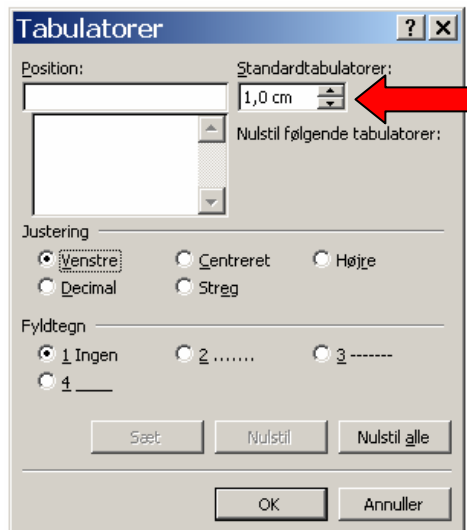 Tabulatorer
Position: Standardtabulatorer:
1,0 cm
Nulstil følgende tabulatorer:
Justering
Venstre Centreret Højre
Decimal Streg
Fyldtegn
1 Ingen 2 ....... 3 -------
4 ____
Sæt Nulstil Nulstil alle
OK Annuller